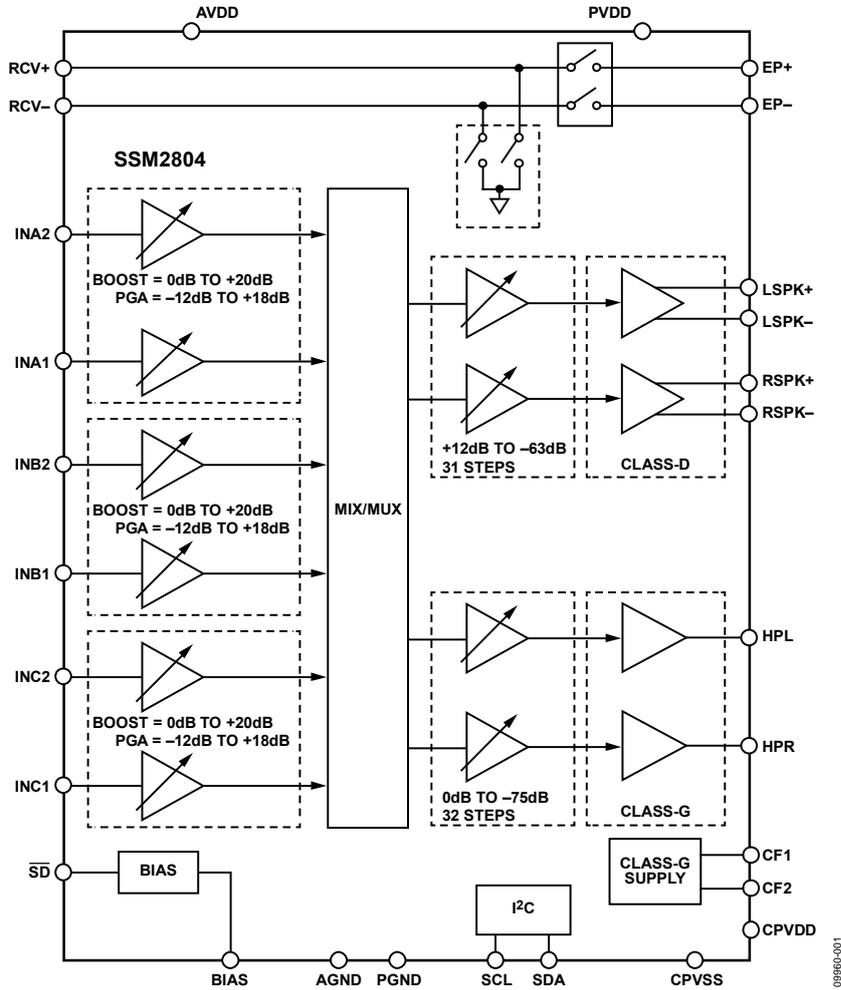 AVDD
PVDD
RCV+
EP+
RCV–
EP–
SSM2804
INA2
BOOST = 0dB TO +20dB
PGA = –12dB TO +18dB
INA1
INB2
BOOST = 0dB TO +20dB
PGA = –12dB TO +18dB
INB1
INC2
BOOST = 0dB TO +20dB
PGA = –12dB TO +18dB
INC1
MIX/MUX
LSPK+
LSPK–
RSPK+
RSPK–
+12dB TO –63dB
31 STEPS
CLASS-D
HPL
HPR
0dB TO –75dB
32 STEPS
CLASS-G
SD
BIAS
I²C
CLASS-G
SUPPLY
CF1
CF2
CPVDD
BIAS
AGND
PGND
SCL
SDA
CPVSS
09960-001